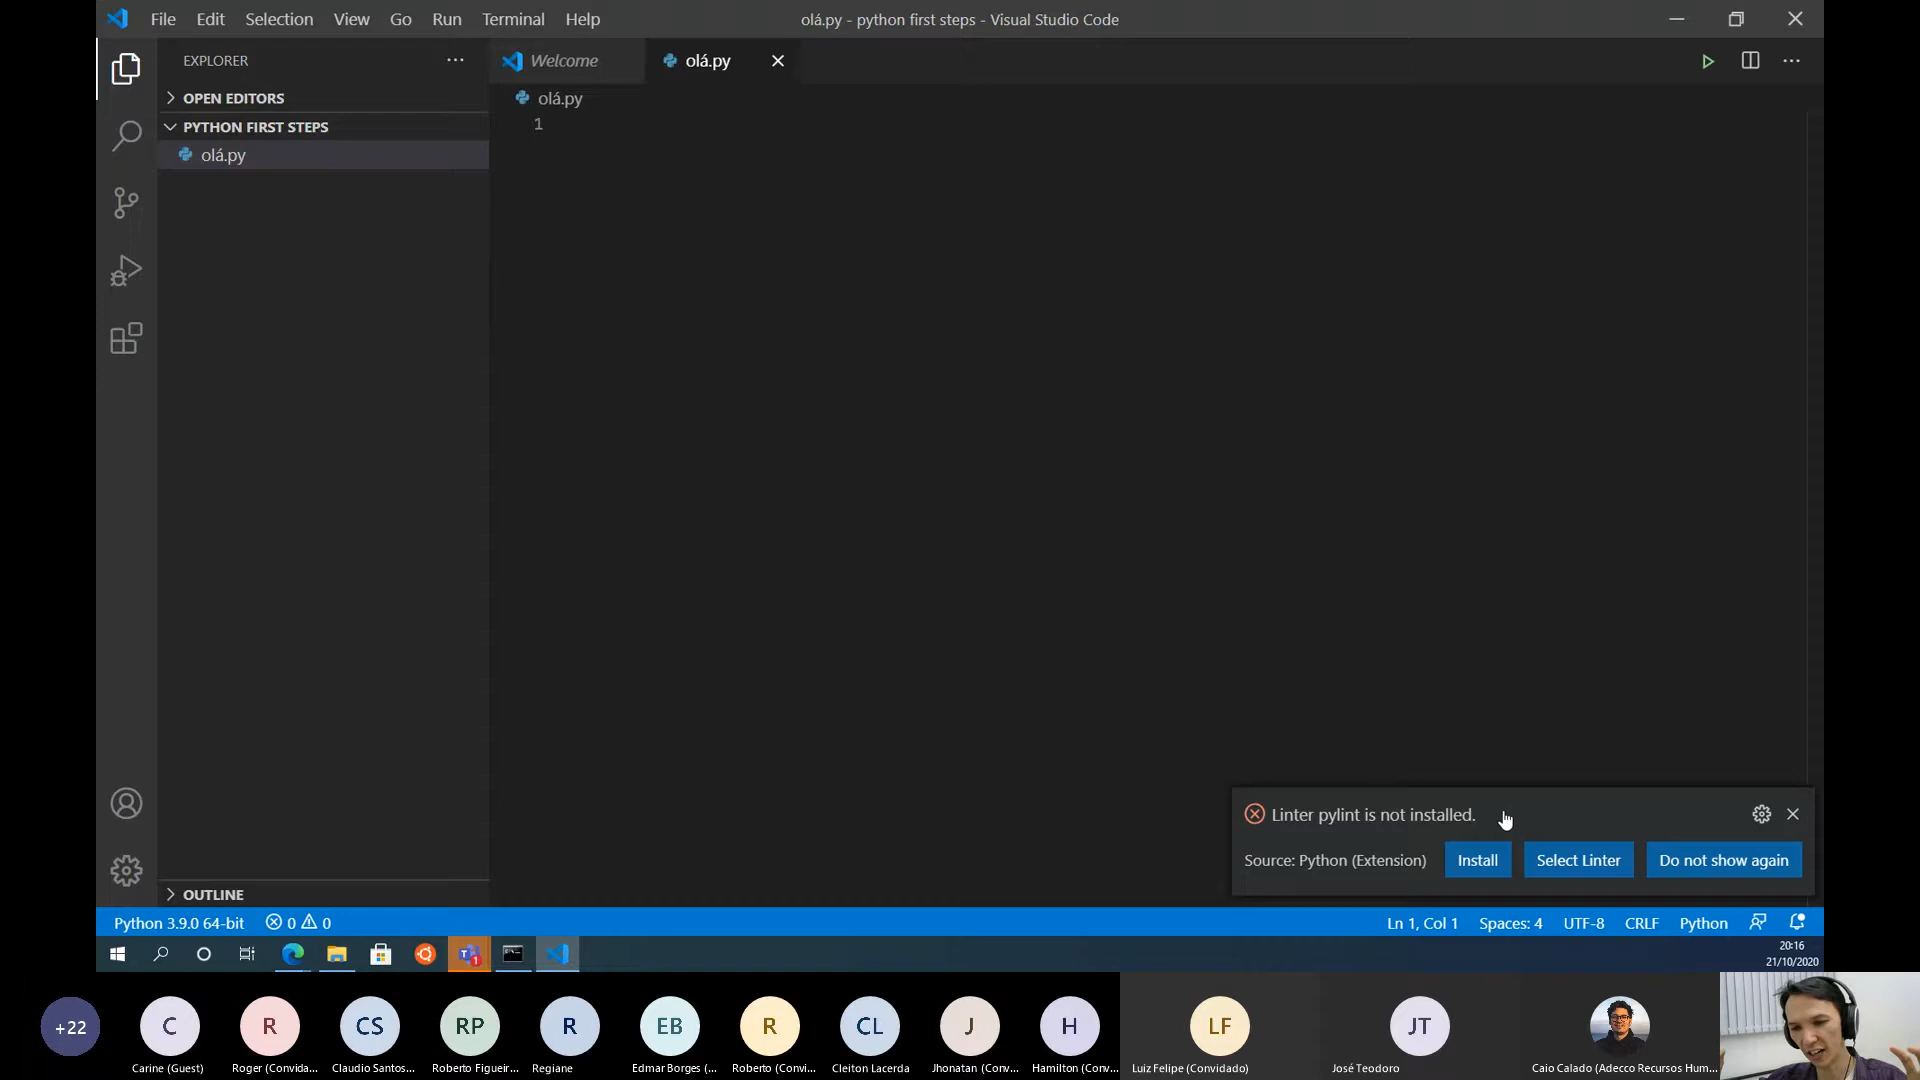 File Edit Selection View Go Run Terminal Help
olá.py - python first steps - Visual Studio Code
EXPLORER
OPEN EDITORS
PYTHON FIRST STEPS
olá.py
OUTLINE
Welcome
olá.py
olá.py
1
Linter pylint is not installed.
Source: Python (Extension) Install Select Linter Do not show again
Python 3.9.0 64-bit 0 0
Ln 1, Col 1 Spaces: 4 UTF-8 CRLF Python
1
20:16
21/10/2020
+22 C R CS RP R EB R CL J H LF JT
Carine (Guest) Roger (Convida... Claudio Santos... Roberto Figueir... Regiane Edmar Borges (... Roberto (Convi... Cleiton Lacerda Jhonatan (Conv... Hamilton (Conv... Luiz Felipe (Convidado) José Teodoro Caio Calado (Adecco Recursos Hum...